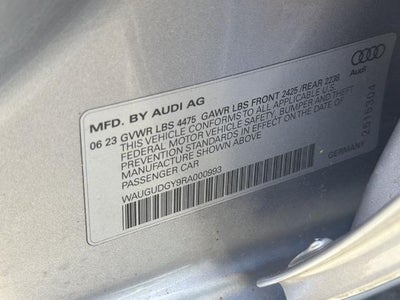 Audi
MFD. BY AUDI AG
06 23 GVWR LBS 4475 GAWR LBS FRONT 2425 /REAR 2238
THIS VEHICLE CONFORMS TO ALL APPLICABLE U.S.
FEDERAL MOTOR VEHICLE SAFETY, BUMPER AND THEFT
PREVENTION STANDARDS IN EFFECT ON THE DATE OF
MANUFACTURE SHOWN ABOVE
PASSENGER CAR
WAUGUDGY9RA000993
GERMANY